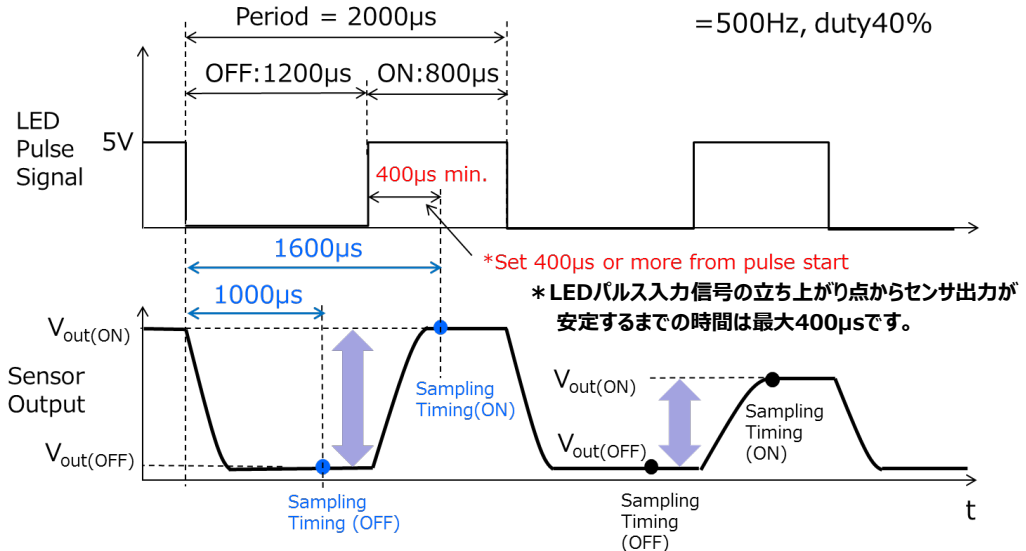 Period = 2000μs
=500Hz, duty40%
OFF:1200μs
ON:800μs
LED
Pulse
Signal
5V
400μs min.
1600μs
*Set 400μs or more from pulse start
1000μs
＊LEDパルス入力信号の立ち上がり点からセンサ出力が
安定するまでの時間は最大400μsです。
Vout(ON)
Sensor
Output
Sampling
Timing(ON)
Vout(ON)
Sampling
Timing
(ON)
Vout(OFF)
Vout(OFF)
Sampling
Timing (OFF)
Sampling
Timing
(OFF)
t